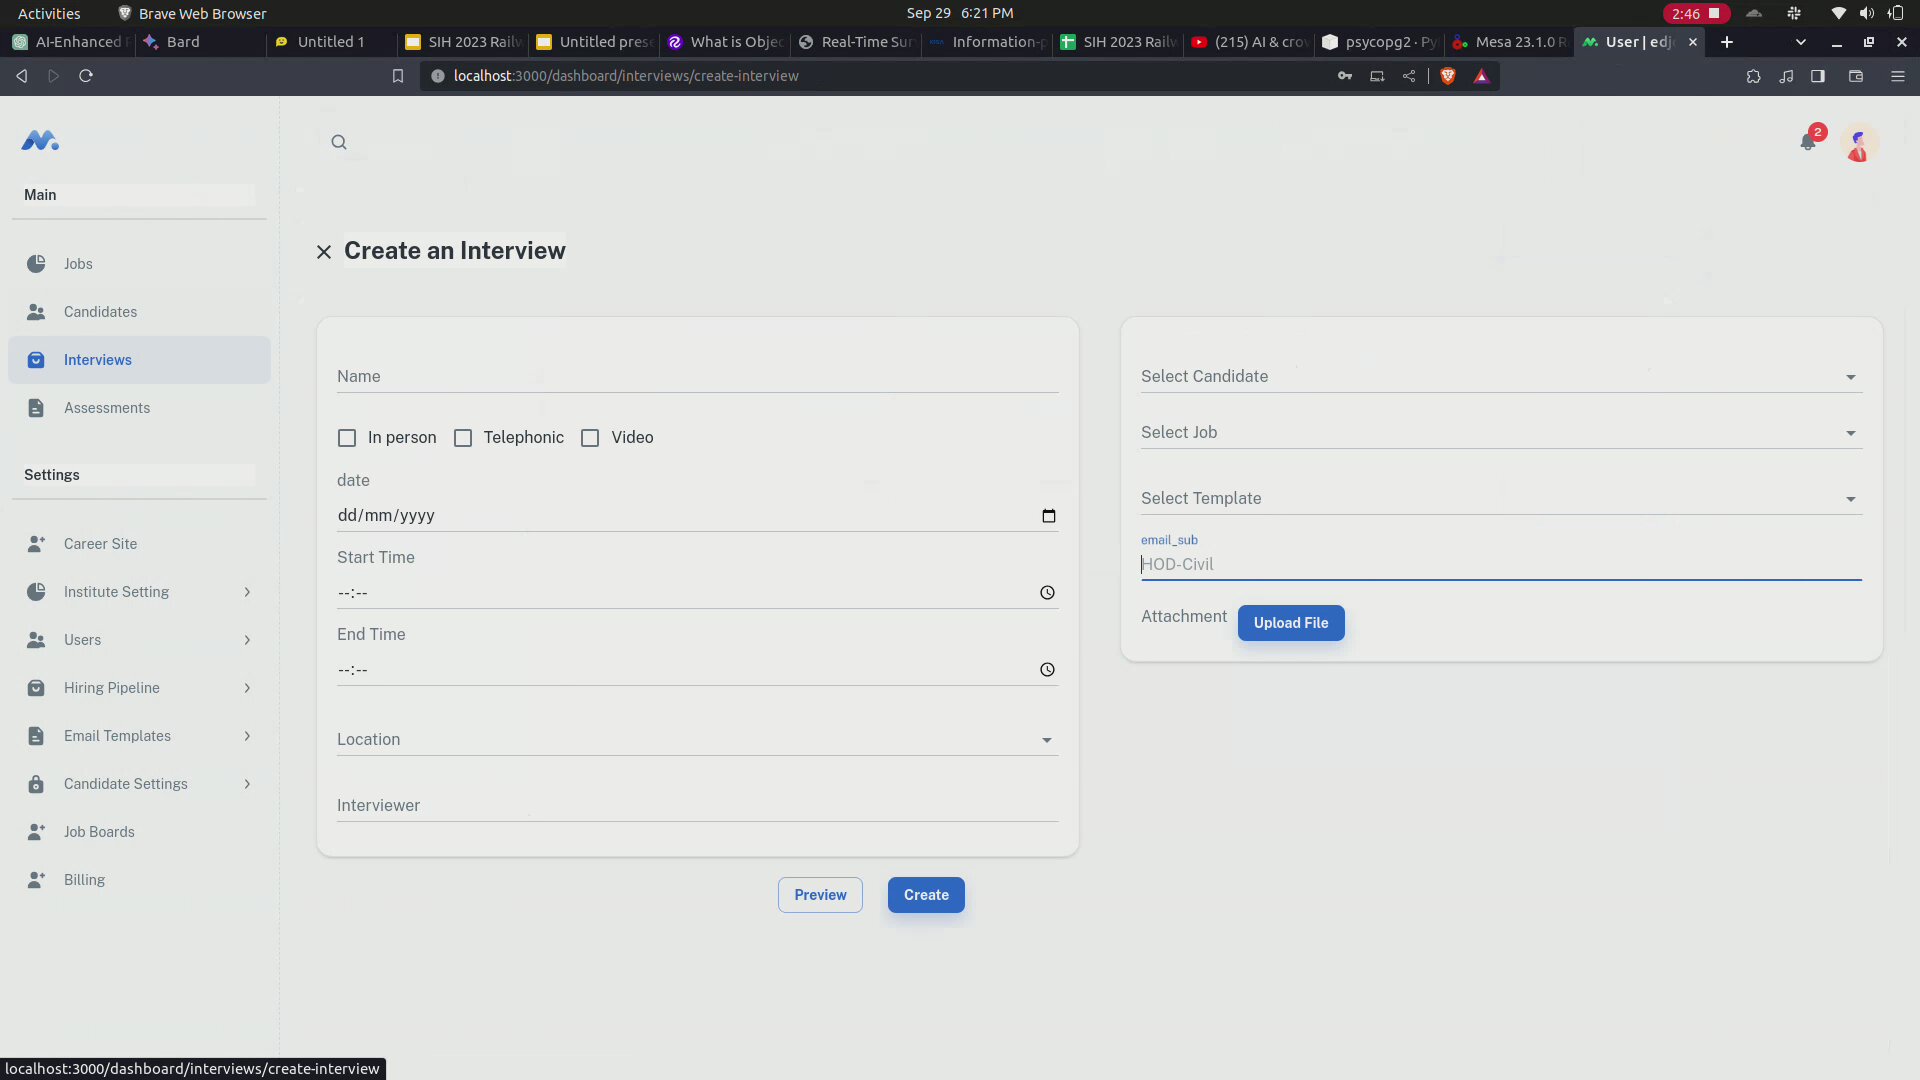 Activities
Brave Web Browser
Sep 29 6:21 PM
2:46
AI-Enhanced
Bard
Untitled 1
SIH 2023 Railw
Untitled prese
What is Objec
Real-Time Sur
Information-p
SIH 2023 Railw
(215) AI & crow
psycopg2 · Py
Mesa 23.1.0 R
User | edj
localhost:3000/dashboard/interviews/create-interview
2
Main
Jobs
Candidates
Interviews
Assessments
Settings
Career Site
Institute Setting
Users
Hiring Pipeline
Email Templates
Candidate Settings
Job Boards
Billing
Create an Interview
Name
In person
Telephonic
Video
date
dd/mm/yyyy
Start Time
--:--
End Time
--:--
Location
Interviewer
Select Candidate
Select Job
Select Template
email_sub
HOD-Civil
Attachment
Upload File
Preview
Create
localhost:3000/dashboard/interviews/create-interview